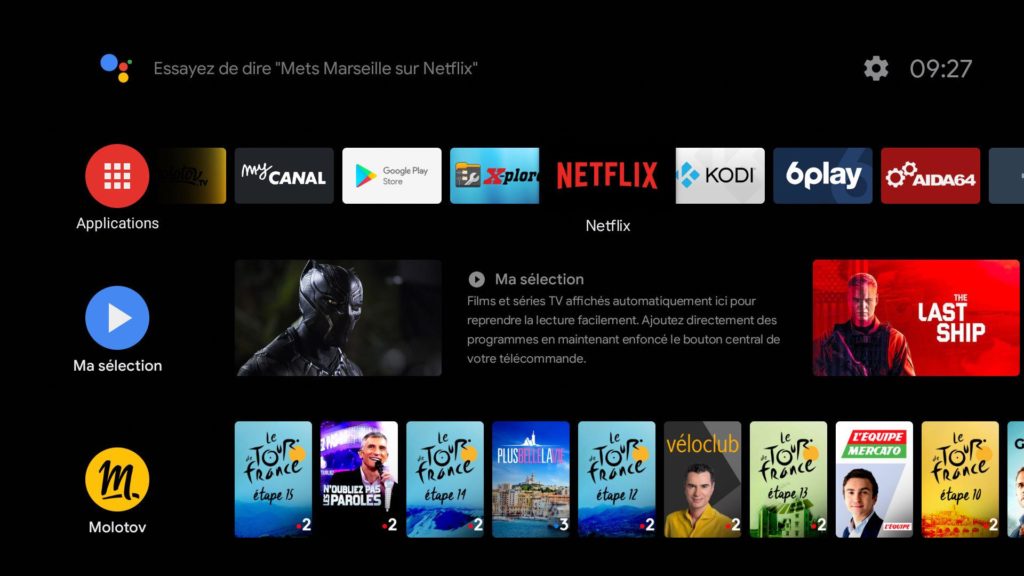 Essayez de dire "Mets Marseille sur Netflix"
09:27
my CANAL
Google Play
Store
Xplore
NETFLIX
KODI
6play
AIDA64
Applications
Netflix
Ma sélection
Films et séries TV affichés automatiquement ici pour
reprendre la lecture facilement. Ajoutez directement des
programmes en maintenant enfoncé le bouton central de
votre télécommande.
THE
LAST
SHIP
Ma sélection
Le
TOUR
de
france
étape 15
2
N'OUBLIEZ PAS
LES PAROLES
2
Le
TOUR
de
france
étape 14
2
PLUS BELLE LA VIE
3
Le
TOUR
de
france
étape 12
2
véloclub
2
Le
TOUR
de
france
étape 13
2
L'ÉQUIPE
MERCATO
L'ÉQUIPE
Le
TOUR
de
france
étape 10
2
M.
Molotov